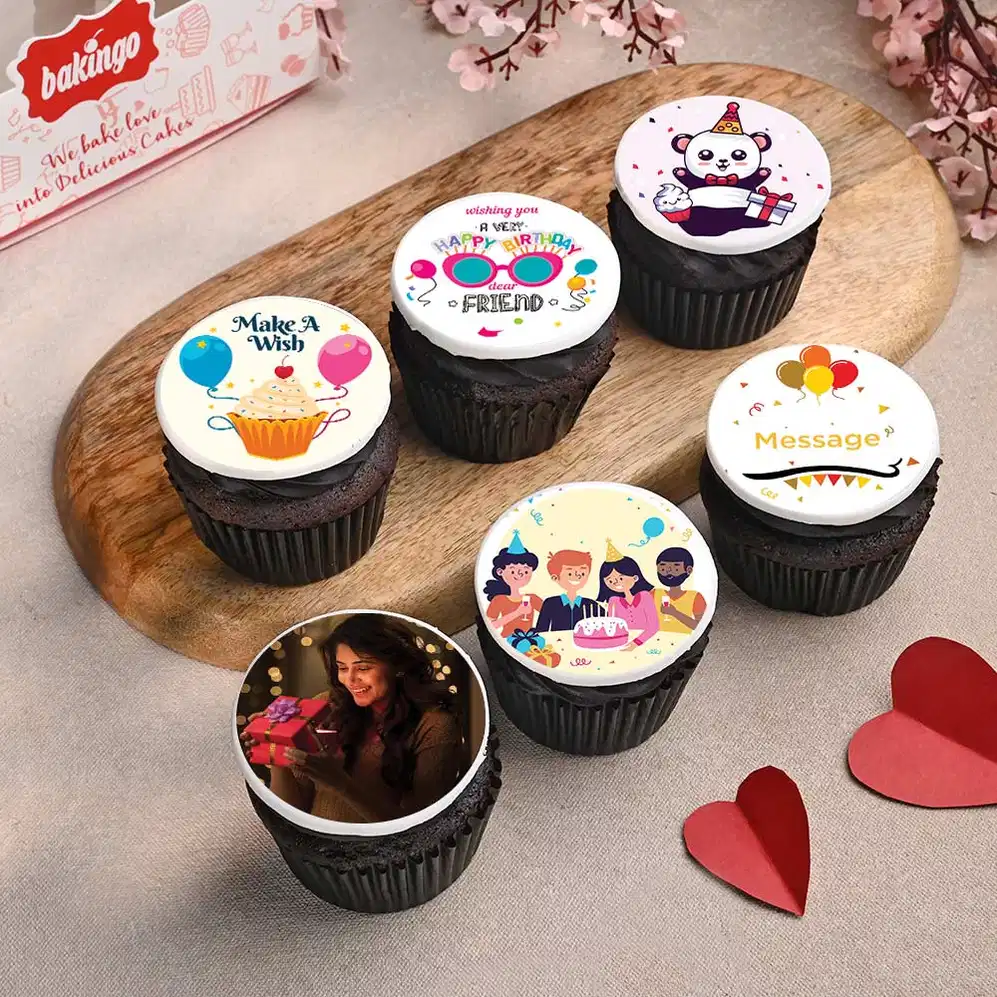 bakingo
We bake love
into Delicious Cakes
wishing you
A VERY
HAPPY BIRTHDAY
dear
FRIEND
Make A
Wish
Message